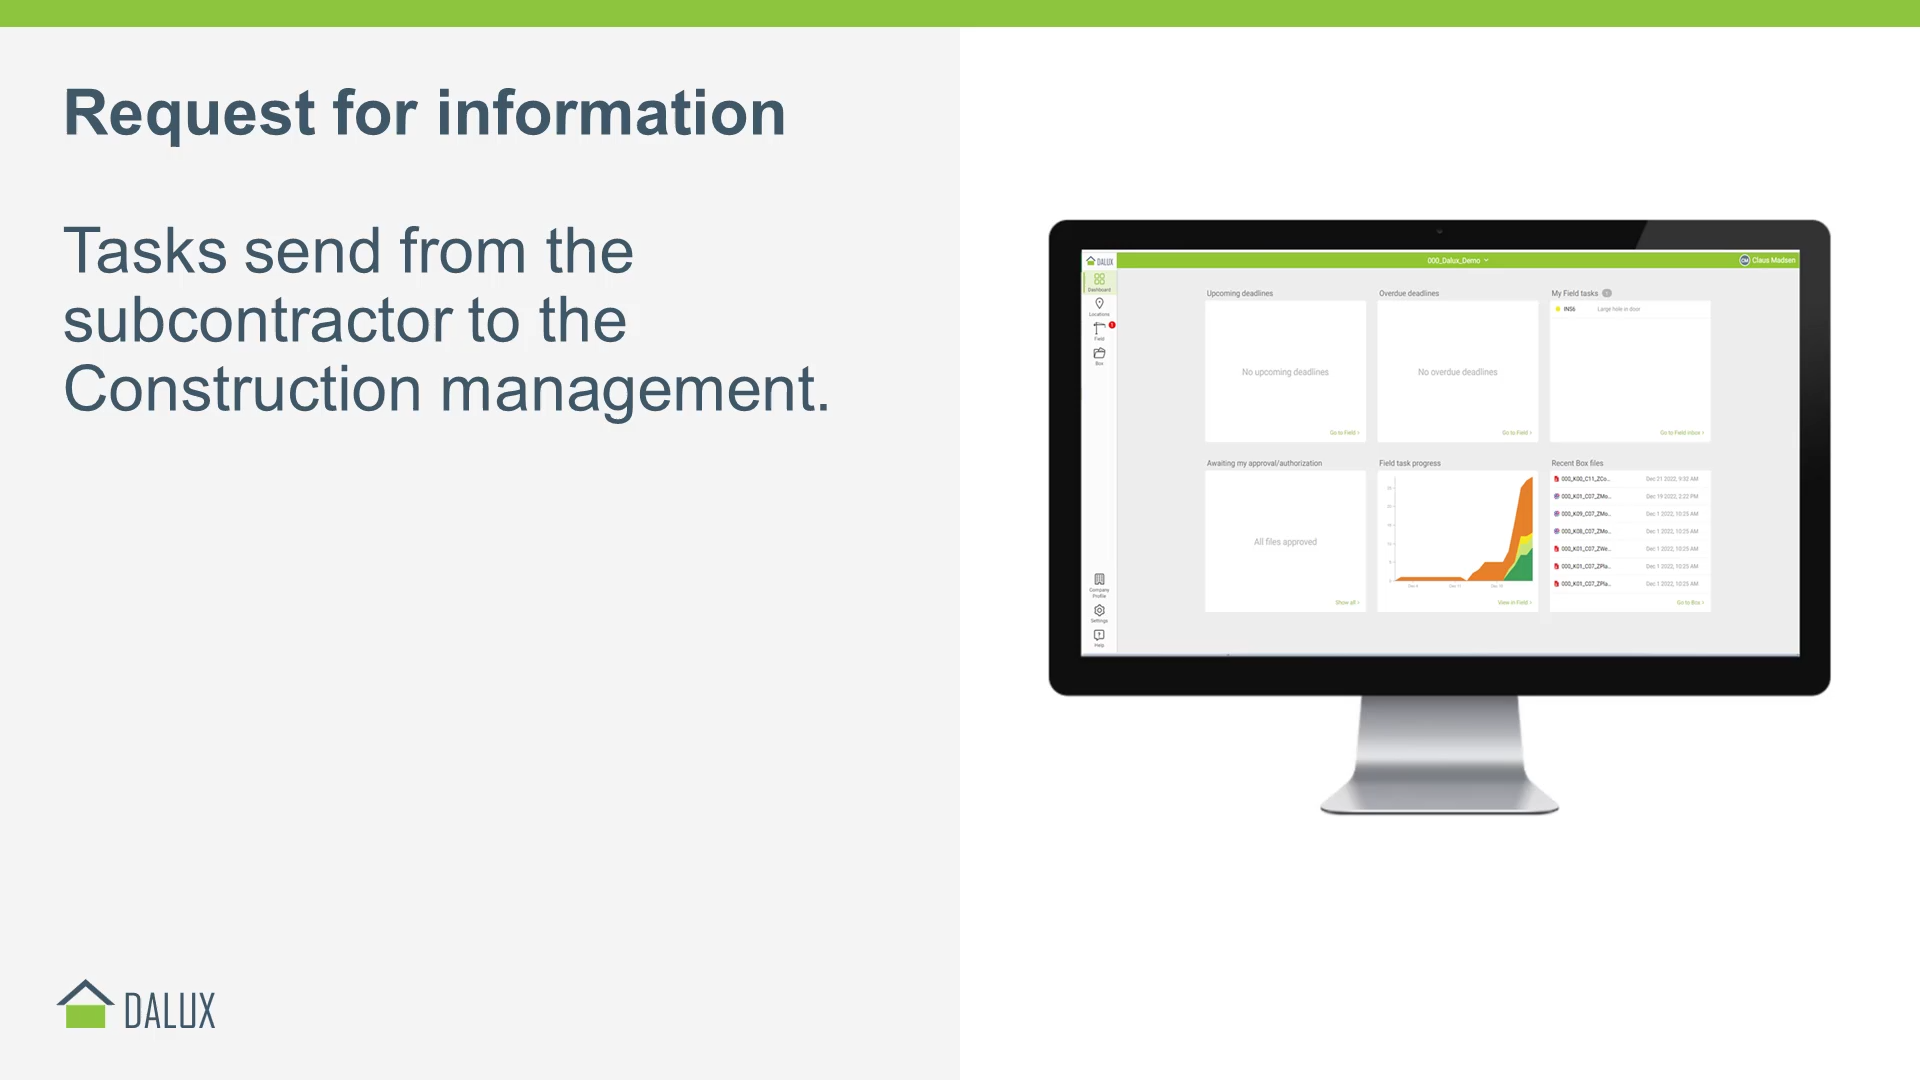 Request for information
Tasks send from the
subcontractor to the
Construction management.
DALUX
DALUX
000_Dalux_Demo
CM Claus Madsen
Dashboard
Locations
1
Field
Box
Company
Profile
Settings
Help
Upcoming deadlines
No upcoming deadlines
Go to Field >
Overdue deadlines
No overdue deadlines
Go to Field >
My Field tasks
INS6 Large hole in door
Go to Field inbox >
Awaiting my approval/authorization
All files approved
Show all >
Field task progress
View in Field >
Recent Box files
000_K00_C11_ZCo... Dec 21 2022, 9:32 AM
000_K01_C07_ZMo... Dec 19 2022, 2:22 PM
000_K09_C07_ZMo... Dec 1 2022, 10:25 AM
000_K08_C07_ZMo... Dec 1 2022, 10:25 AM
000_K01_C07_ZWe... Dec 1 2022, 10:25 AM
000_K01_C07_ZPla... Dec 1 2022, 10:25 AM
000_K01_C07_ZPla... Dec 1 2022, 10:25 AM
Go to Box >